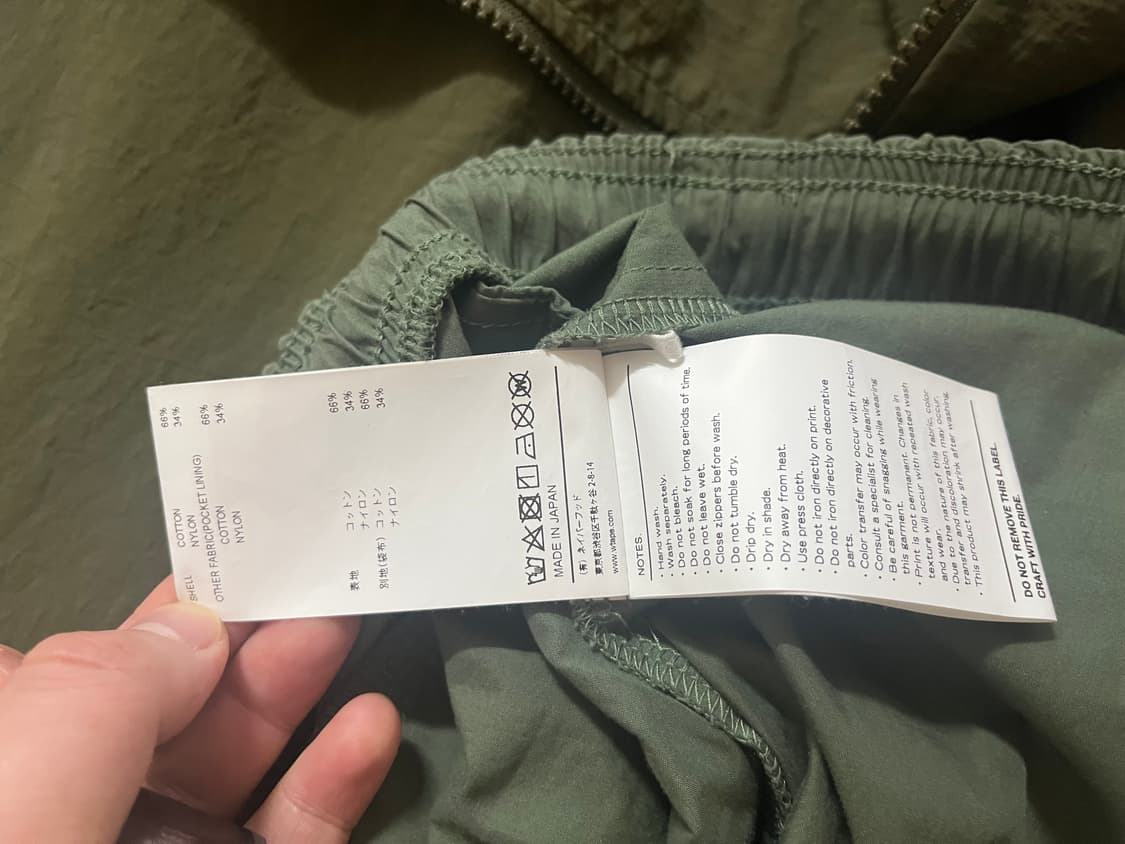 SHELL
COTTON 66%
NYLON 34%
OTHER FABRIC(POCKET LINING)
COTTON 66%
NYLON 34%
表地 コットン 66%
ナイロン 34%
別地(袋布) コットン 66%
ナイロン 34%
MADE IN JAPAN
(有) ネイバーフッド
東京都渋谷区千駄ヶ谷 2-8-14
www.wtaps.com
NOTES.
・Hand wash.
・Wash separately.
・Do not bleach.
・Do not soak for long periods of time.
・Do not leave wet.
・Close zippers before wash.
・Do not tumble dry.
・Drip dry.
・Dry in shade.
・Dry away from heat.
・Use press cloth.
・Do not iron directly on print.
・Do not iron directly on decorative
parts.
・Color transfer may occur with friction.
・Consult a specialist for cleaning.
・Be careful of snagging while wearing
this garment.
・Print is not permanent. Changes in
texture will occur with repeated wash
and wear.
・Due to the nature of this fabric, color
transfer and discoloration may occur.
・This product may shrink after washing.
DO NOT REMOVE THIS LABEL.
CRAFT WITH PRIDE.